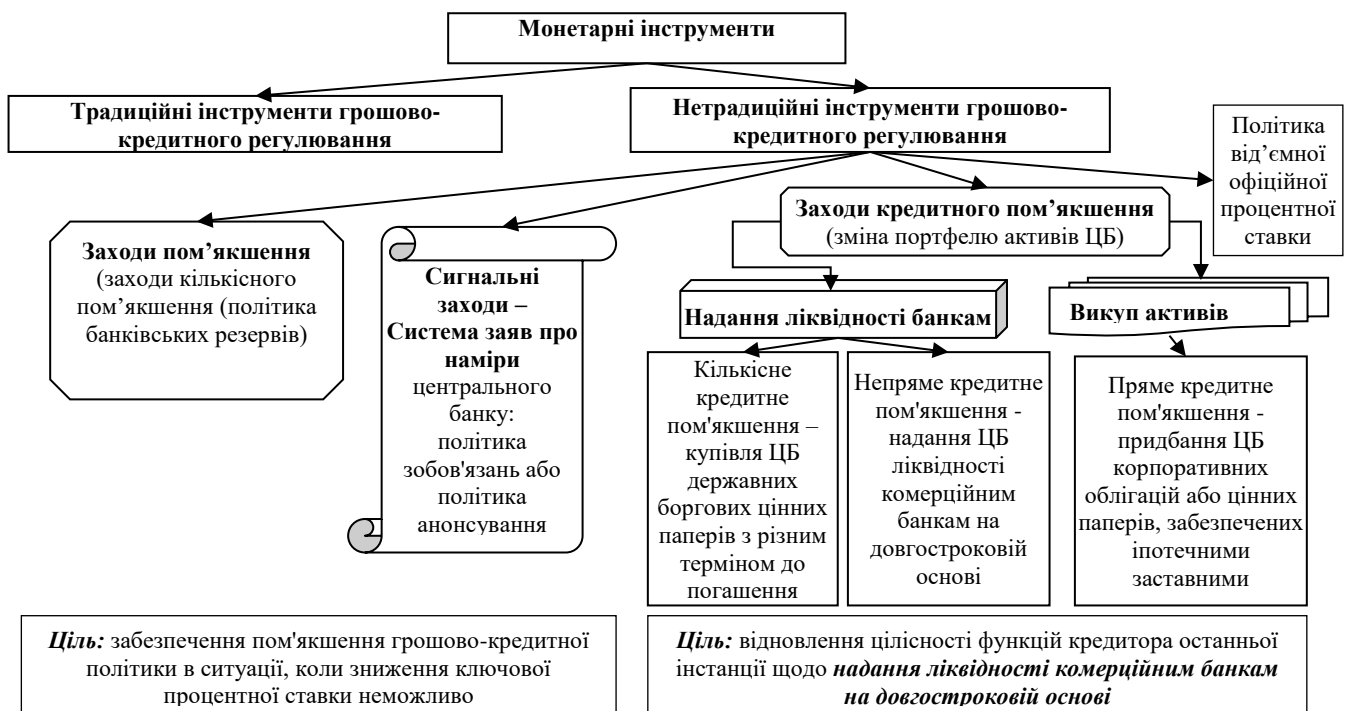 Монетарні інструменти
Традиційні інструменти грошово-
кредитного регулювання
Нетрадиційні інструменти грошово-
кредитного регулювання
Політика
від’ємної
офіційної
процентної
ставки
Заходи пом’якшення
(заходи кількісного
пом’якшення (політика
банківських резервів)
Сигнальні
заходи –
Система заяв про
наміри
центрального
банку:
політика
зобов'язань або
політика
анонсування
Заходи кредитного пом’якшення
(зміна портфелю активів ЦБ)
Надання ліквідності банкам
Викуп активів
Кількісне
кредитне
пом'якшення –
купівля ЦБ
державних
боргових цінних
паперів з різним
терміном до
погашення
Непряме кредитне
пом'якшення -
надання ЦБ
ліквідності
комерційним
банкам на
довгостроковій
основі
Пряме кредитне
пом'якшення -
придбання ЦБ
корпоративних
облігацій або цінних
паперів, забезпечених
іпотечними
заставними
Ціль: забезпечення пом'якшення грошово-кредитної
політики в ситуації, коли зниження ключової
процентної ставки неможливо
Ціль: відновлення цілісності функцій кредитора останньої
інстанції щодо надання ліквідності комерційним банкам
на довгостроковій основі